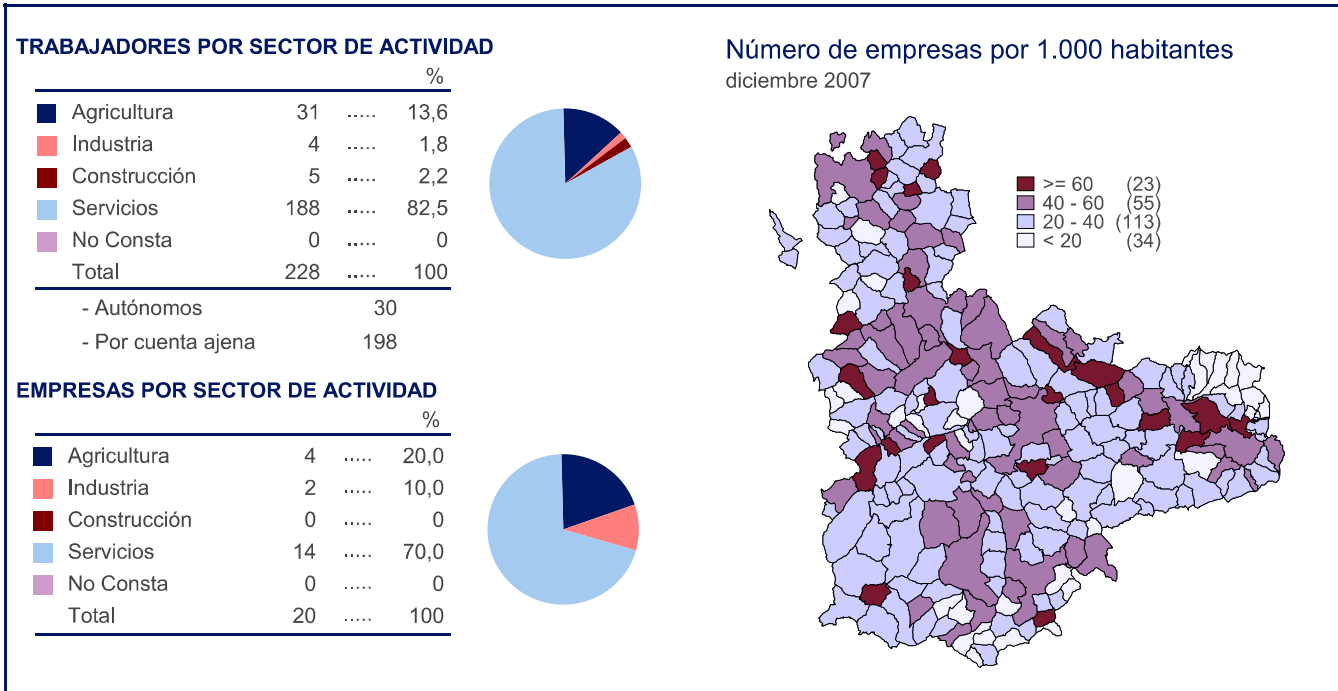 TRABAJADORES POR SECTOR DE ACTIVIDAD
%
Agricultura 31 ..... 13,6
Industria 4 ..... 1,8
Construcción 5 ..... 2,2
Servicios 188 ..... 82,5
No Consta 0 ..... 0
Total 228 ..... 100
- Autónomos 30
- Por cuenta ajena 198
EMPRESAS POR SECTOR DE ACTIVIDAD
%
Agricultura 4 ..... 20,0
Industria 2 ..... 10,0
Construcción 0 ..... 0
Servicios 14 ..... 70,0
No Consta 0 ..... 0
Total 20 ..... 100
Número de empresas por 1.000 habitantes
diciembre 2007
>= 60 (23)
40 - 60 (55)
20 - 40 (113)
< 20 (34)